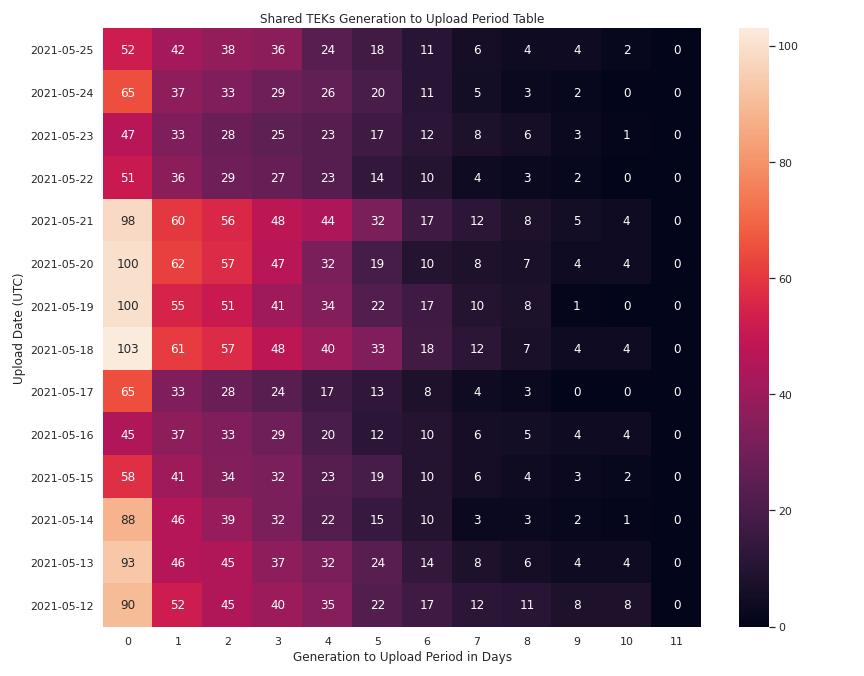 Shared TEKs Generation to Upload Period Table
Upload Date (UTC)
2021-05-25 52 42 38 36 24 18 11 6 4 4 2 0
2021-05-24 65 37 33 29 26 20 11 5 3 2 0 0
2021-05-23 47 33 28 25 23 17 12 8 6 3 1 0
2021-05-22 51 36 29 27 23 14 10 4 3 2 0 0
2021-05-21 98 60 56 48 44 32 17 12 8 5 4 0
2021-05-20 100 62 57 47 32 19 10 8 7 4 4 0
2021-05-19 100 55 51 41 34 22 17 10 8 1 0 0
2021-05-18 103 61 57 48 40 33 18 12 7 4 4 0
2021-05-17 65 33 28 24 17 13 8 4 3 0 0 0
2021-05-16 45 37 33 29 20 12 10 6 5 4 4 0
2021-05-15 58 41 34 32 23 19 10 6 4 3 2 0
2021-05-14 88 46 39 32 22 15 10 3 3 2 1 0
2021-05-13 93 46 45 37 32 24 14 8 6 4 4 0
2021-05-12 90 52 45 40 35 22 17 12 11 8 8 0
0 1 2 3 4 5 6 7 8 9 10 11
Generation to Upload Period in Days
100
80
60
40
20
0